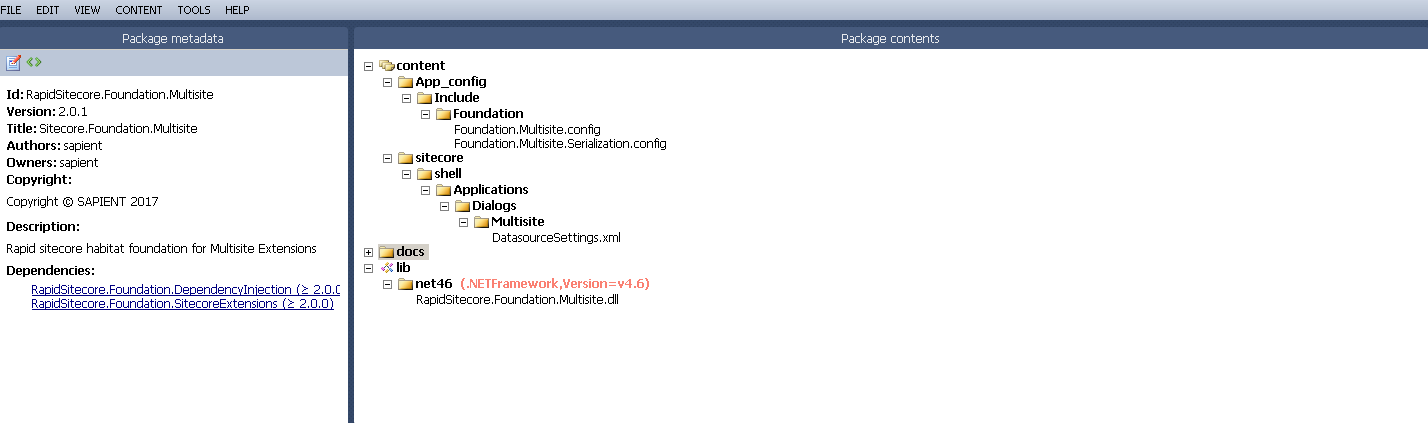 FILE EDIT VIEW CONTENT TOOLS HELP
Package metadata
Id: RapidSitecore.Foundation.Multisite
Version: 2.0.1
Title: Sitecore.Foundation.Multisite
Authors: sapient
Owners: sapient
Copyright:
Copyright © SAPIENT 2017
Description:
Rapid sitecore habitat foundation for Multisite Extensions
Dependencies:
RapidSitecore.Foundation.DependencyInjection (≥ 2.0.0
RapidSitecore.Foundation.SitecoreExtensions (≥ 2.0.0)
Package contents
content
App_config
Include
Foundation
Foundation.Multisite.config
Foundation.Multisite.Serialization.config
sitecore
shell
Applications
Dialogs
Multisite
DatasourceSettings.xml
docs
lib
net46 (.NETFramework,Version=v4.6)
RapidSitecore.Foundation.Multisite.dll